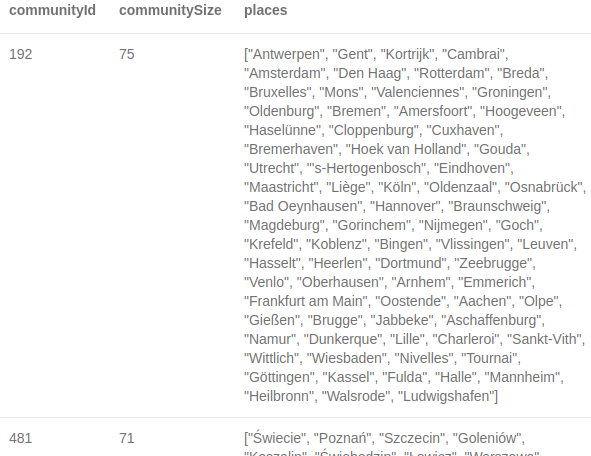 communityId communitySize places
192 75 ["Antwerpen", "Gent", "Kortrijk", "Cambrai",
"Amsterdam", "Den Haag", "Rotterdam", "Breda",
"Bruxelles", "Mons", "Valenciennes", "Groningen",
"Oldenburg", "Bremen", "Amersfoort", "Hoogeveen",
"Haselünne", "Cloppenburg", "Cuxhaven",
"Bremerhaven", "Hoek van Holland", "Gouda",
"Utrecht", "'s-Hertogenbosch", "Eindhoven",
"Maastricht", "Liège", "Köln", "Oldenzaal", "Osnabrück",
"Bad Oeynhausen", "Hannover", "Braunschweig",
"Magdeburg", "Gorinchem", "Nijmegen", "Goch",
"Krefeld", "Koblenz", "Bingen", "Vlissingen", "Leuven",
"Hasselt", "Heerlen", "Dortmund", "Zeebrugge",
"Venlo", "Oberhausen", "Arnhem", "Emmerich",
"Frankfurt am Main", "Oostende", "Aachen", "Olpe",
"Gießen", "Brugge", "Jabbeke", "Aschaffenburg",
"Namur", "Dunkerque", "Lille", "Charleroi", "Sankt-Vith",
"Wittlich", "Wiesbaden", "Nivelles", "Tournai",
"Göttingen", "Kassel", "Fulda", "Halle", "Mannheim",
"Heilbronn", "Walsrode", "Ludwigshafen"]
481 71 ["Świecie", "Poznań", "Szczecin", "Goleniów",
"Koszalin", "Świebodzin", "Łowicz", "Warszawa",